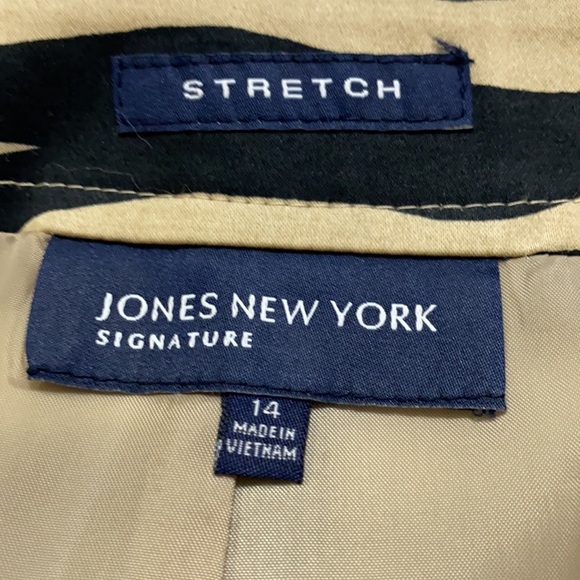 STRETCH
JONES NEW YORK
SIGNATURE
14
MADE IN
VIETNAM